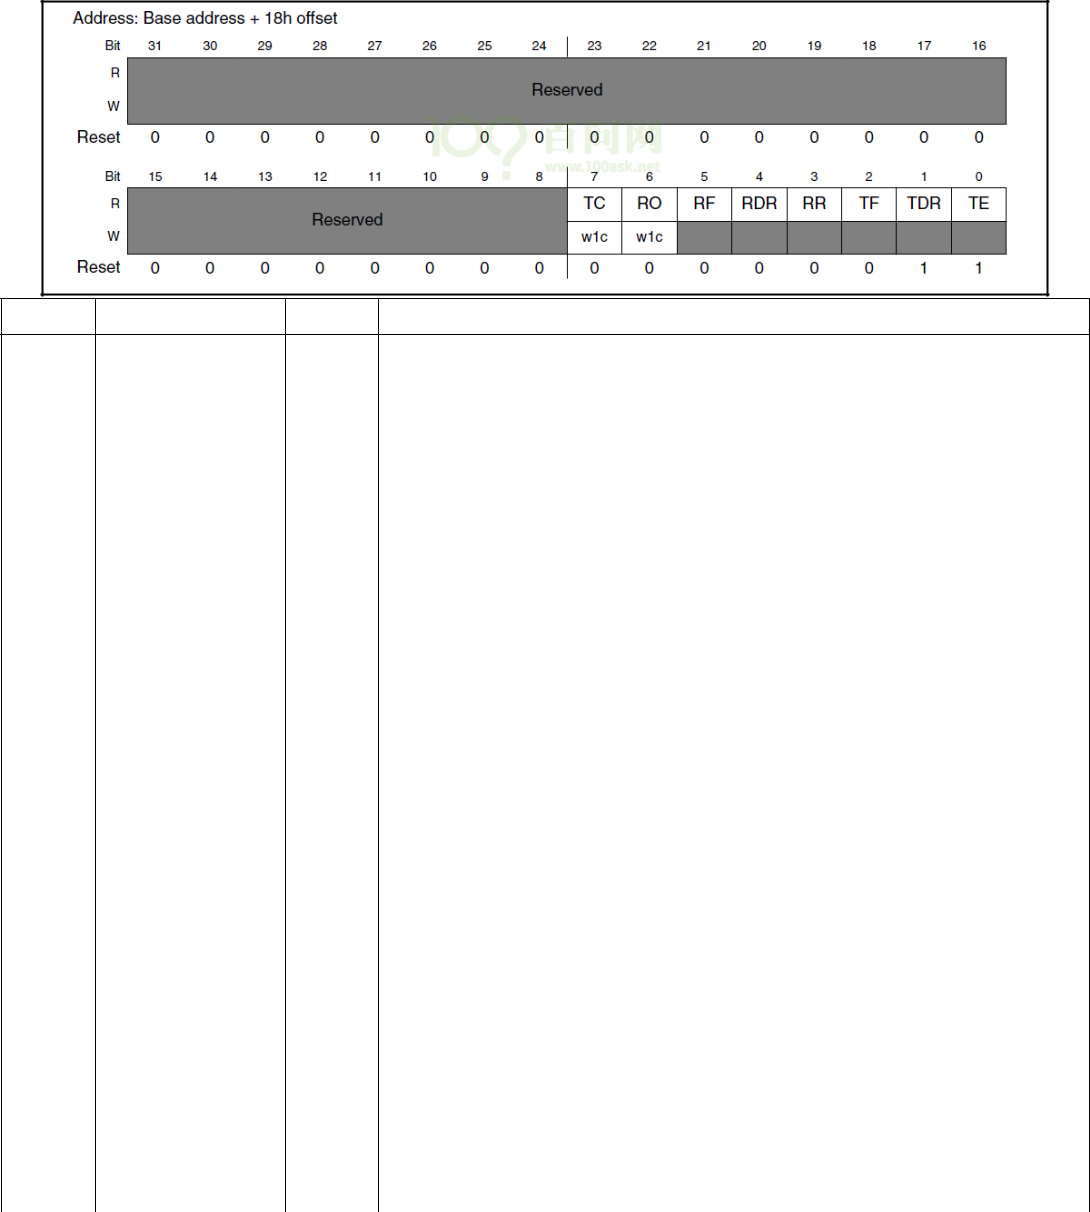 Address: Base address + 18h offset
Bit 31 30 29 28 27 26 25 24 23 22 21 20 19 18 17 16
R
Reserved
W
Reset 0 0 0 0 0 0 0 0 0 0 0 0 0 0 0 0
100? 百问网
www.100ask.net
Bit 15 14 13 12 11 10 9 8 7 6 5 4 3 2 1 0
R TC RO RF RDR RR TF TDR TE
Reserved
W w1c w1c
Reset 0 0 0 0 0 0 0 0 0 0 0 0 0 0 1 1